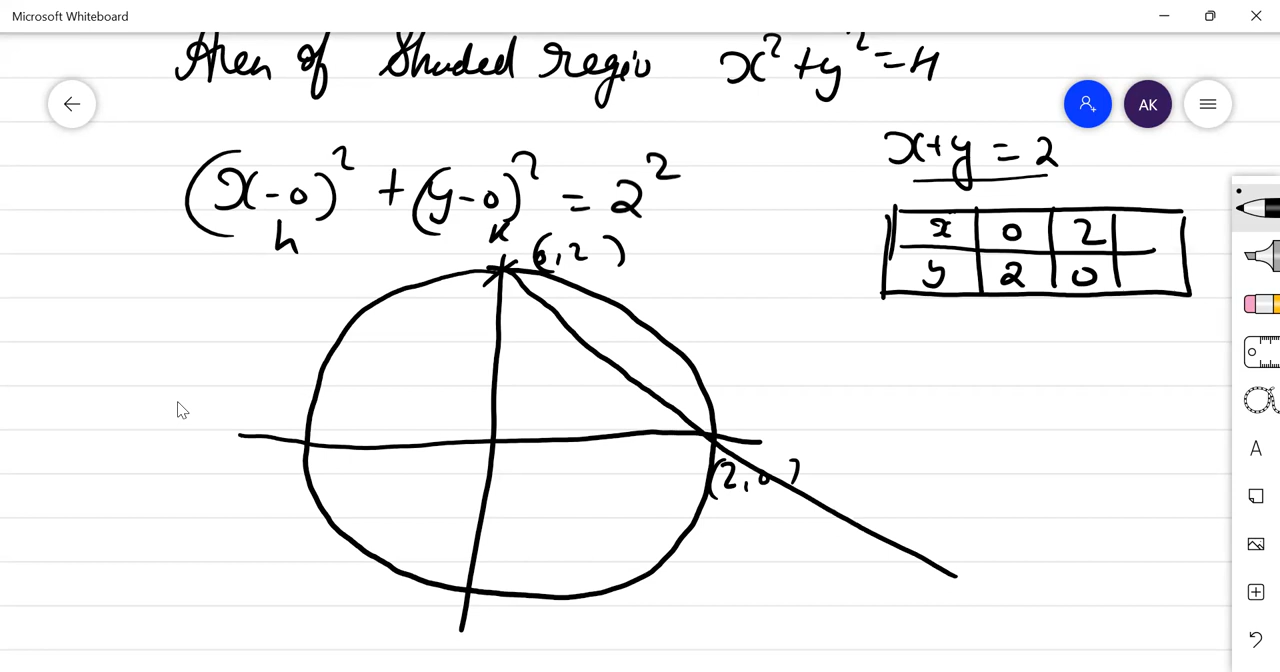 Microsoft Whiteboard
Area of Shaded regio x²+y²=4
AK
x+y = 2
(x-0)² + (y-0)² = 2²
h k
(0,2)
x 0 2
y 2 0
(2,0)
A